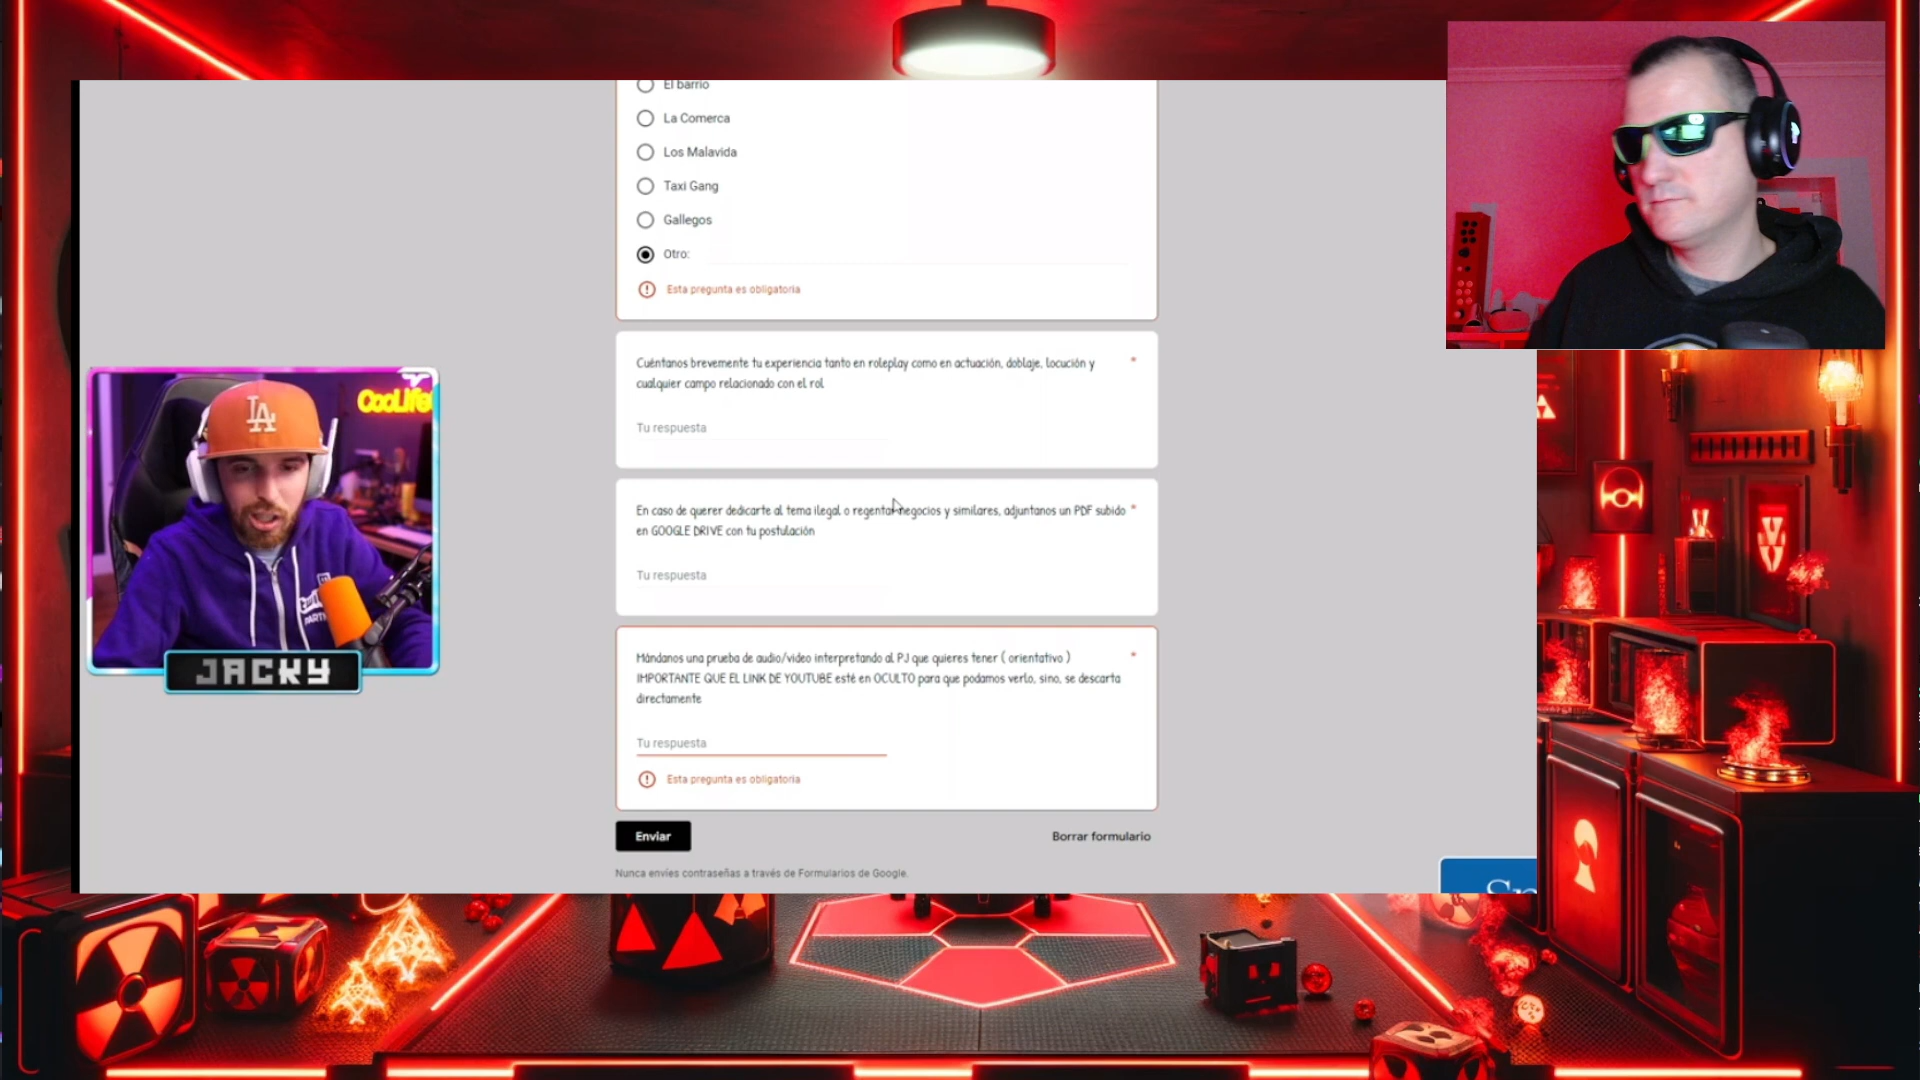 El barrio
La Comerca
Los Malavida
Taxi Gang
Gallegos
Otro:
Esta pregunta es obligatoria
Cuéntanos brevemente tu experiencia tanto en roleplay como en actuación, doblaje, locución y
cualquier campo relacionado con el rol
*
Tu respuesta
En caso de querer dedicarte al tema ilegal o regentar negocios y similares, adjuntanos un PDF subido
en GOOGLE DRIVE con tu postulación
*
Tu respuesta
Mándanos una prueba de audio/video interpretando al PJ que quieres tener ( orientativo )
IMPORTANTE QUE EL LINK DE YOUTUBE esté en OCULTO para que podamos verlo, sino, se descarta
directamente
*
Tu respuesta
Esta pregunta es obligatoria
Enviar
Borrar formulario
Nunca envíes contraseñas a través de Formularios de Google.
CooLife
LA
JACKY